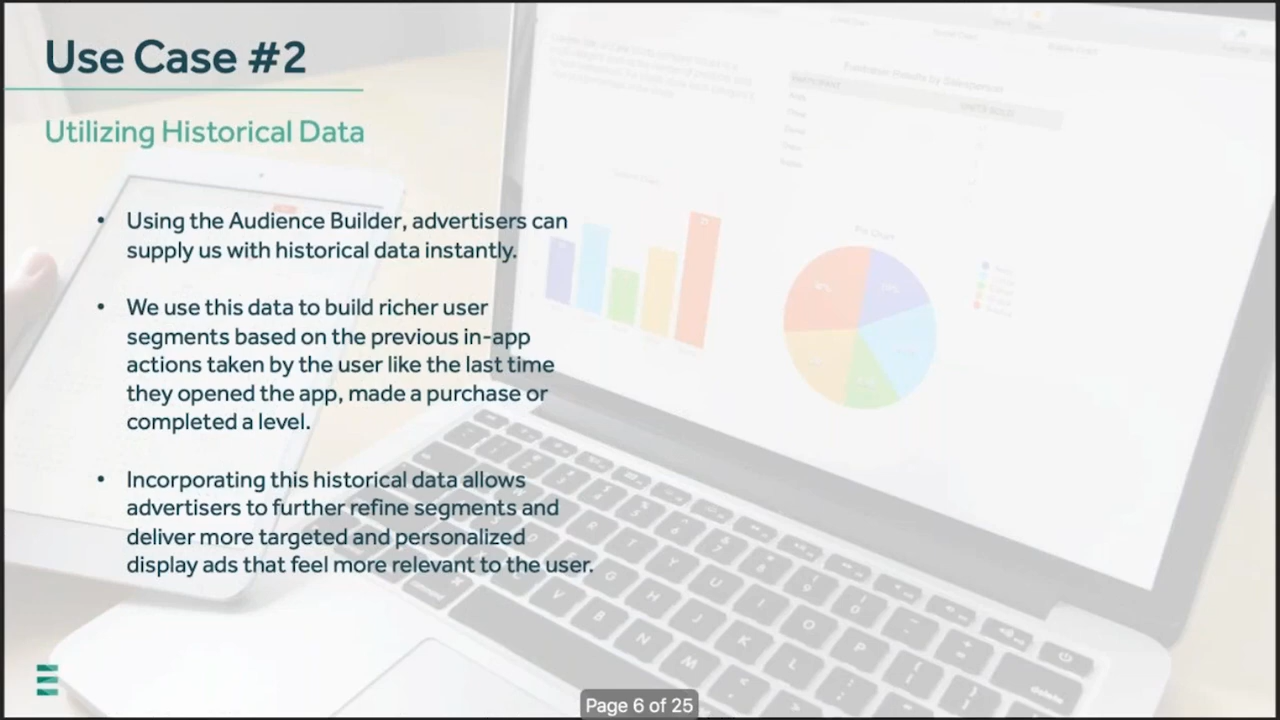 Use Case #2
Utilizing Historical Data
• Using the Audience Builder, advertisers can
supply us with historical data instantly.
• We use this data to build richer user
segments based on the previous in-app
actions taken by the user like the last time
they opened the app, made a purchase or
completed a level.
• Incorporating this historical data allows
advertisers to further refine segments and
deliver more targeted and personalized
display ads that feel more relevant to the user.
Pie Chart
delete
Page 6 of 25